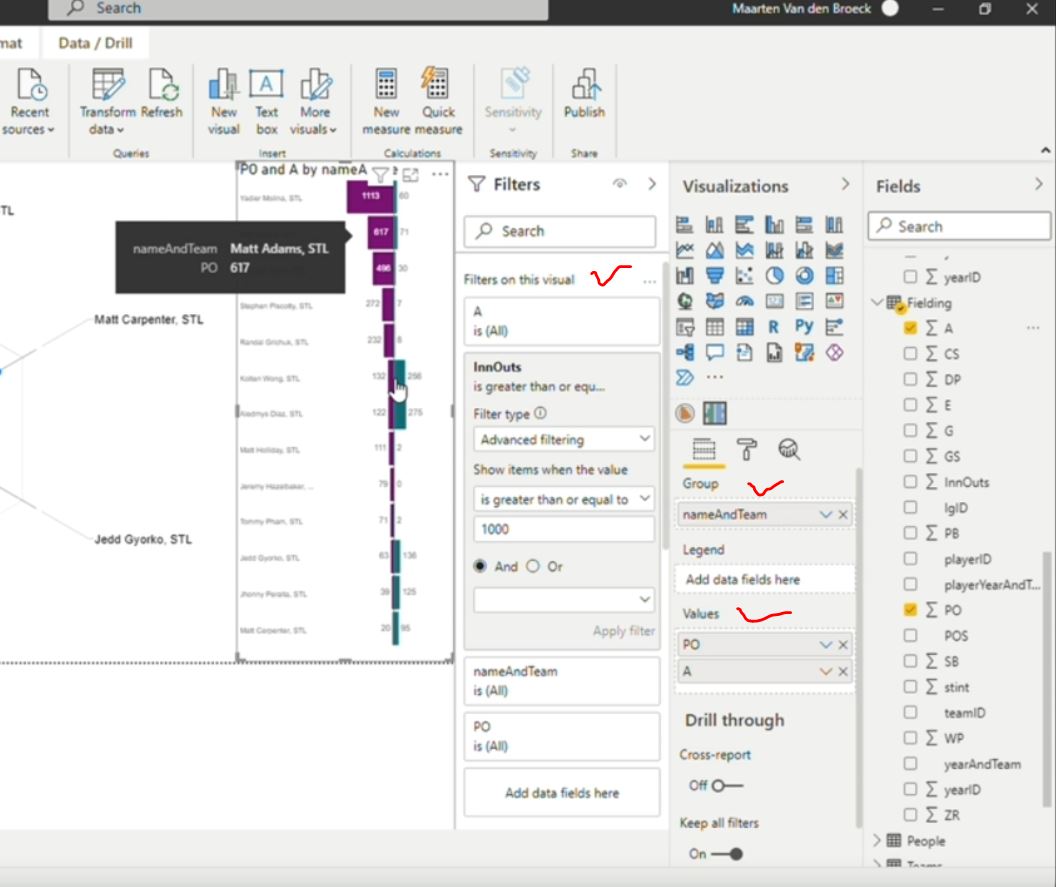 Search
Maarten Van den Broeck
mat
Data / Drill
Recent sources
Transform data
Refresh
New visual
Text box
More visuals
New measure
Quick measure
Sensitivity
Publish
Queries
Insert
Calculations
Sensitivity
Share
PO and A by nameA
Yadier Molina, STL 1113 60
617 71
nameAndTeam Matt Adams, STL
PO 617
496 30
Stephen Piscotty, STL 272 7
Randal Grichuk, STL 232 8
Kolten Wong, STL 132 256
Aledmys Diaz, STL 122 275
Matt Holliday, STL 111 2
Jeremy Hazelbaker, ... 79 0
Tommy Pham, STL 71 2
Jedd Gyorko, STL 63 136
Jhonny Peralta, STL 39 125
Matt Carpenter, STL 20 95
TL
Matt Carpenter, STL
Jedd Gyorko, STL
Filters
Search
Filters on this visual
A
is (All)
InnOuts
is greater than or equ...
Filter type
Advanced filtering
Show items when the value
is greater than or equal to
1000
And Or
Apply filter
nameAndTeam
is (All)
PO
is (All)
Add data fields here
Visualizations
R Py
Group
nameAndTeam
Legend
Add data fields here
Values
PO
A
Drill through
Cross-report
Off
Keep all filters
On
Fields
Search
yearID
Fielding
A
CS
DP
E
G
GS
InnOuts
lgID
PB
playerID
playerYearAndT...
PO
POS
SB
stint
teamID
WP
yearAndTeam
yearID
ZR
People
Teams